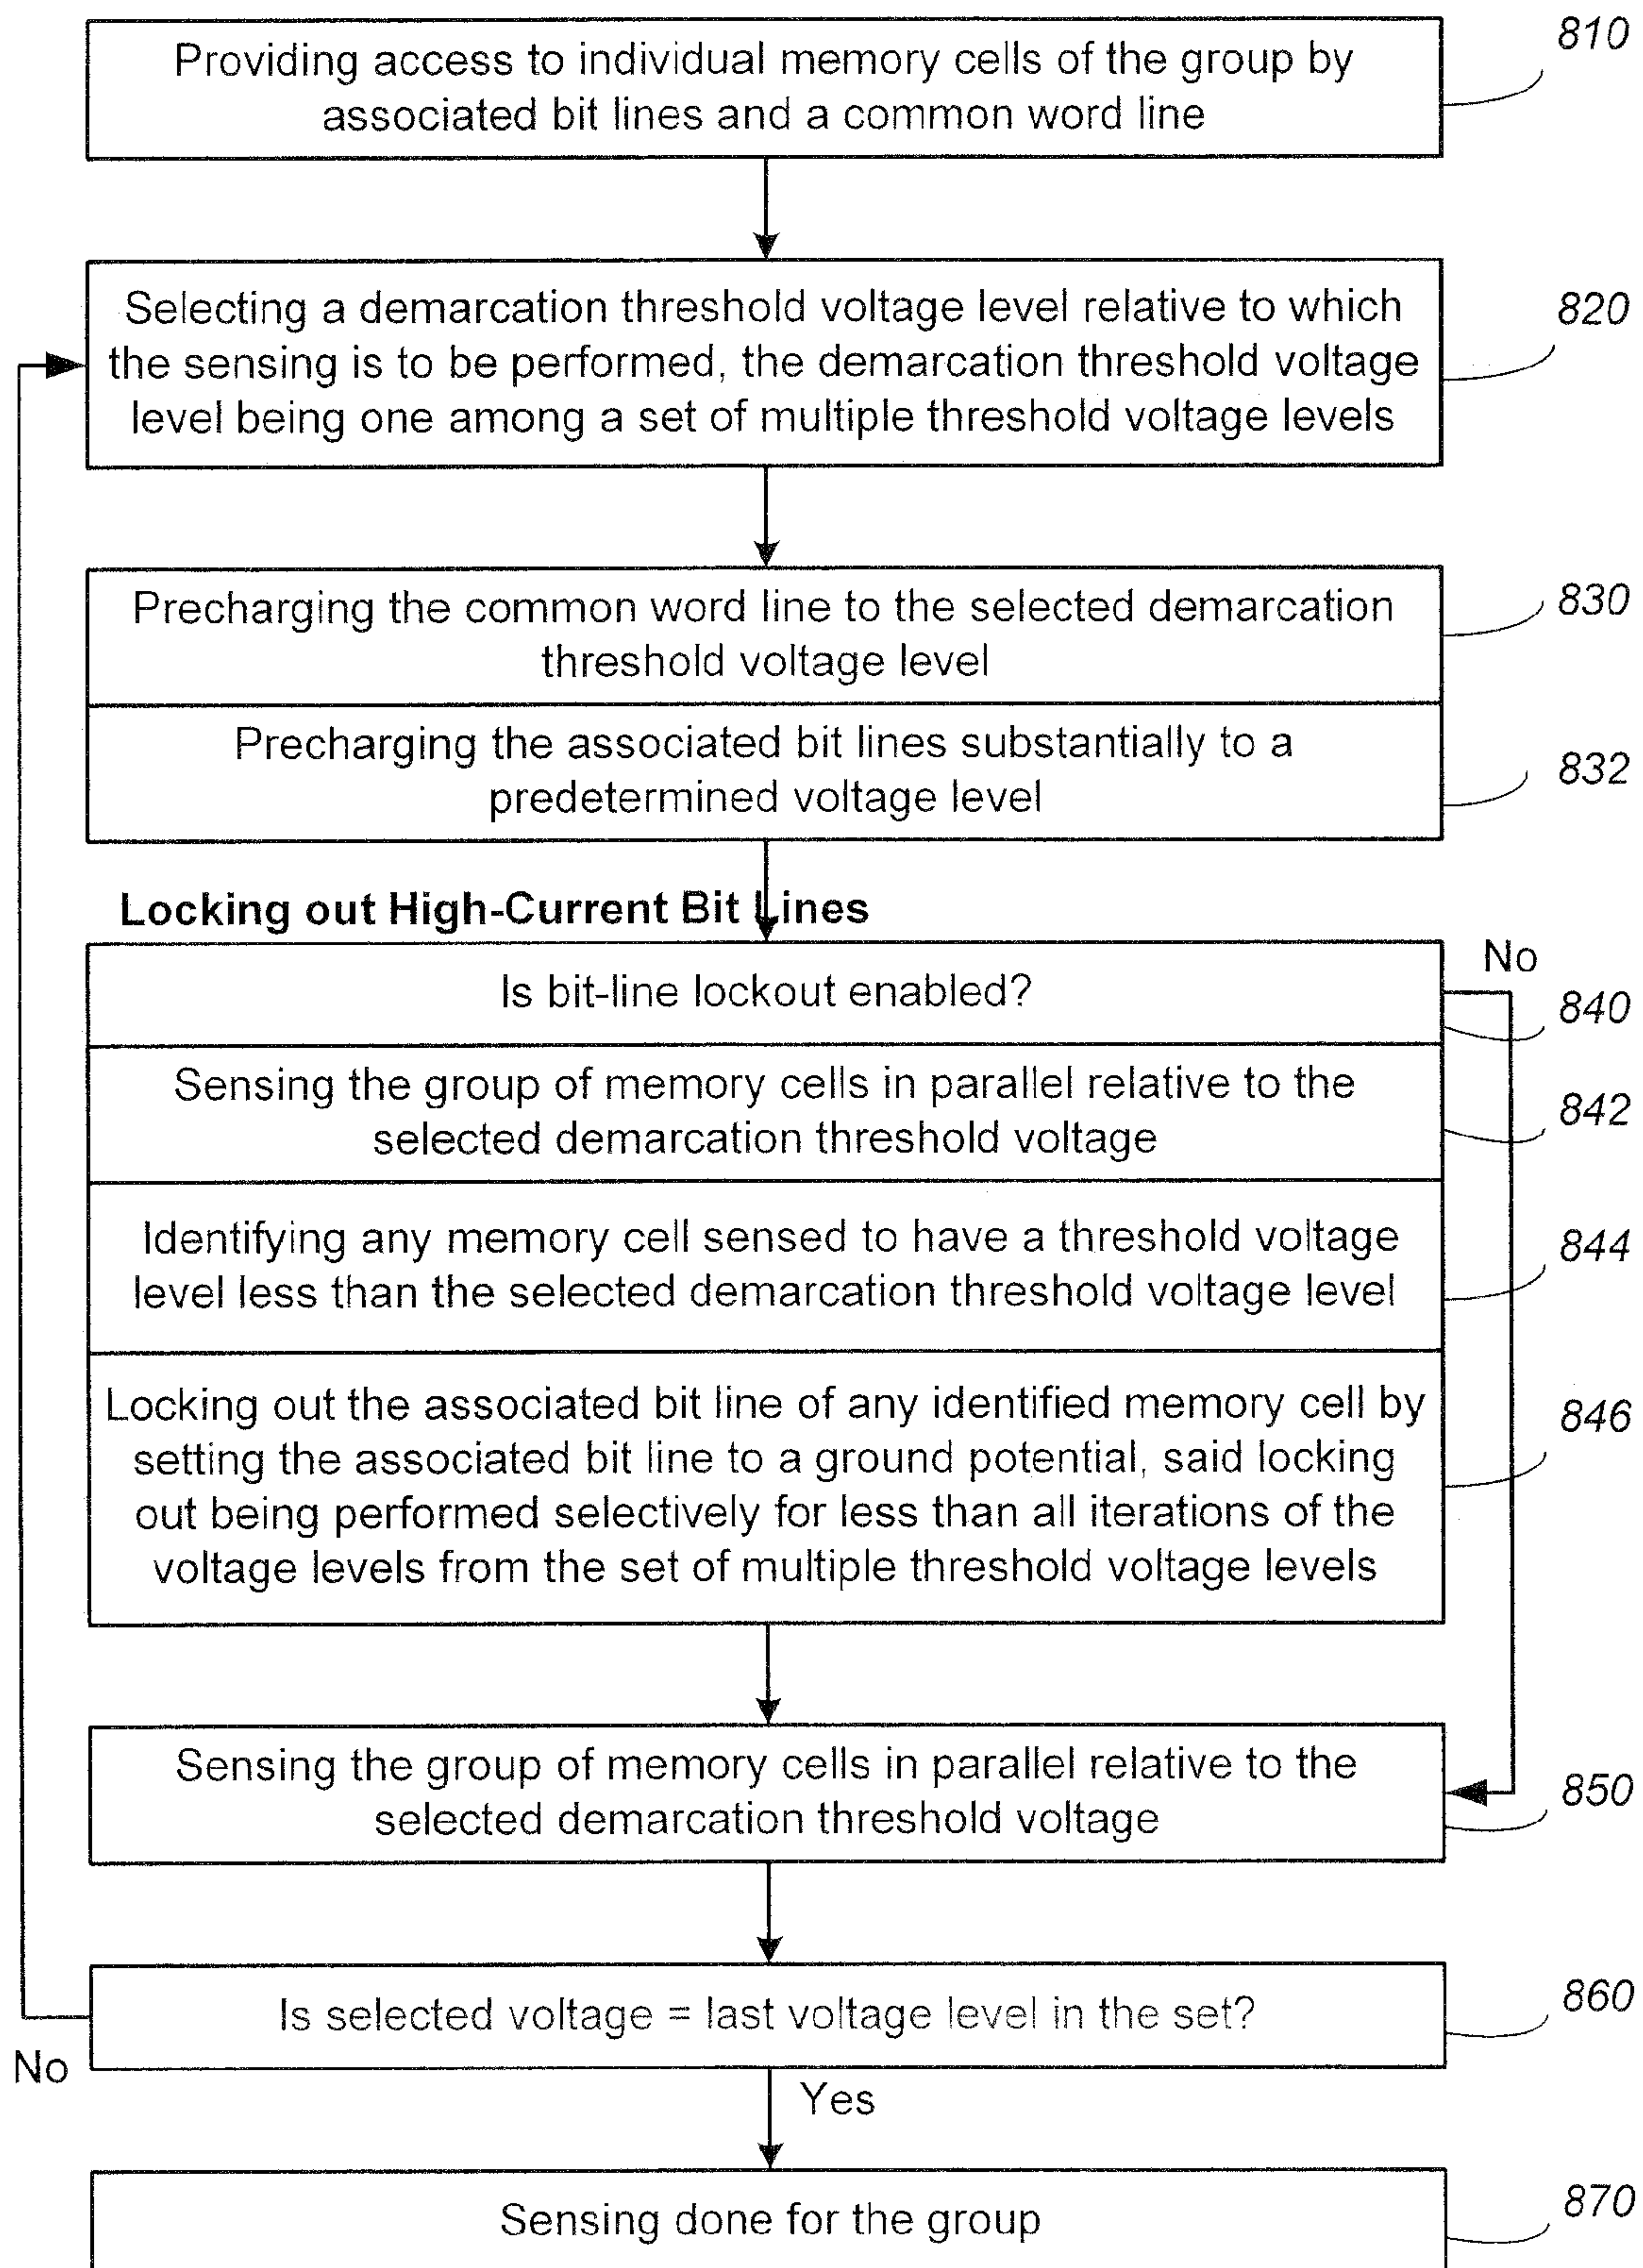 810
Providing access to individual memory cells of the group by
associated bit lines and a common word line
820
Selecting a demarcation threshold voltage level relative to which
the sensing is to be performed, the demarcation threshold voltage
level being one among a set of multiple threshold voltage levels
830
Precharging the common word line to the selected demarcation
threshold voltage level
832
Precharging the associated bit lines substantially to a
predetermined voltage level
Locking out High-Current Bit Lines
No
Is bit-line lockout enabled?
840
Sensing the group of memory cells in parallel relative to the
selected demarcation threshold voltage
842
Identifying any memory cell sensed to have a threshold voltage
level less than the selected demarcation threshold voltage level
844
Locking out the associated bit line of any identified memory cell by
setting the associated bit line to a ground potential, said locking
out being performed selectively for less than all iterations of the
voltage levels from the set of multiple threshold voltage levels
846
Sensing the group of memory cells in parallel relative to the
selected demarcation threshold voltage
850
Is selected voltage = last voltage level in the set?
860
No
Yes
Sensing done for the group
870